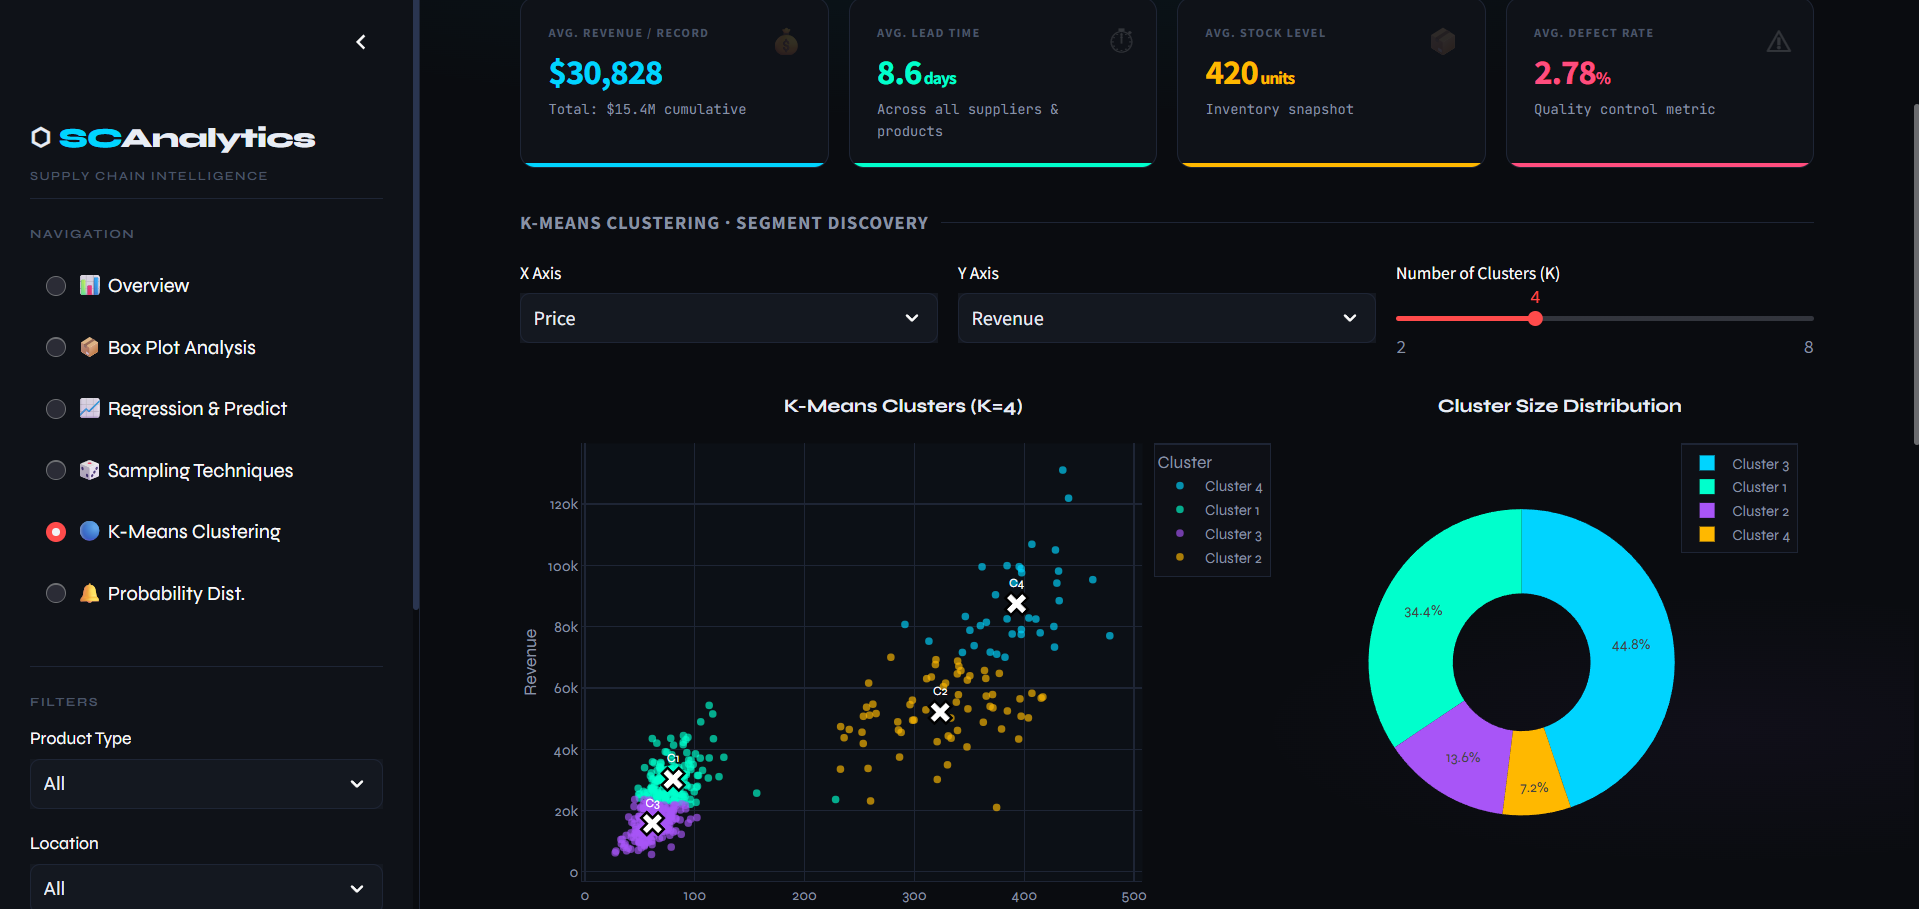 SCAnalytics
SUPPLY CHAIN INTELLIGENCE
NAVIGATION
Overview
Box Plot Analysis
Regression & Predict
Sampling Techniques
K-Means Clustering
Probability Dist.
FILTERS
Product Type
All
Location
All
AVG. REVENUE / RECORD
$30,828
Total: $15.4M cumulative
AVG. LEAD TIME
8.6 days
Across all suppliers &
products
AVG. STOCK LEVEL
420 units
Inventory snapshot
AVG. DEFECT RATE
2.78%
Quality control metric
K-MEANS CLUSTERING · SEGMENT DISCOVERY
X Axis
Price
Y Axis
Revenue
Number of Clusters (K)
4
2
8
K-Means Clusters (K=4)
Revenue
120k
100k
80k
60k
40k
20k
0
0
100
200
300
400
500
C4
C2
C1
C3
Cluster
Cluster 4
Cluster 1
Cluster 3
Cluster 2
Cluster Size Distribution
Cluster 3
Cluster 1
Cluster 2
Cluster 4
34.4%
44.8%
13.6%
7.2%